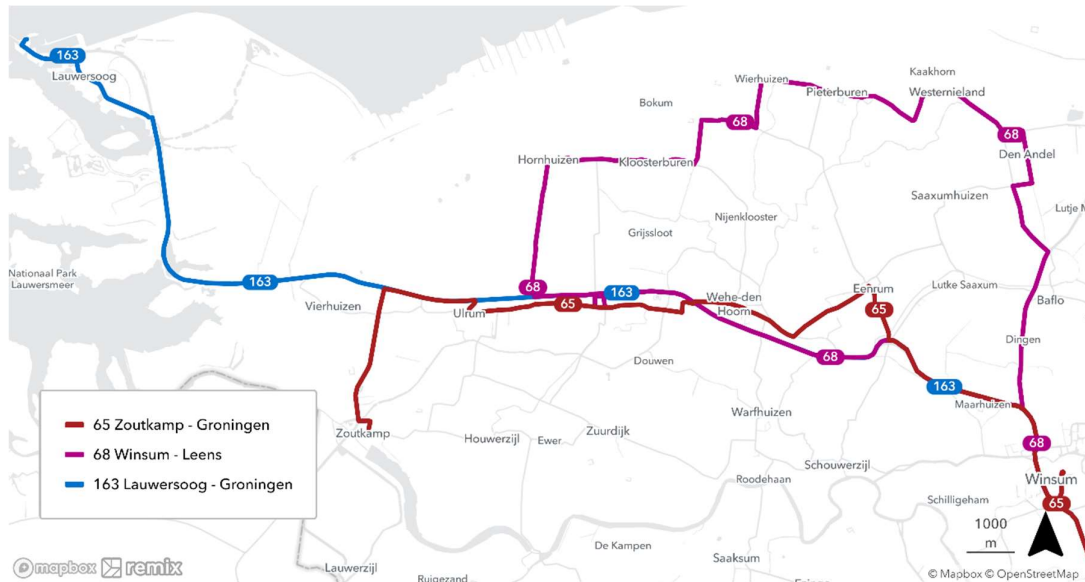 163
Lauwersoog
Kaakhorn
Wierhuizen
Pieterburen
Westernieland
Bokum
68
68
Den Andel
Hornhuizen
Kloosterburen
Saaxumhuizen
Nijenklooster
Lutje M
Grijssloot
Nationaal Park
Lauwersmeer
163
68
163
Eenrum
Lutke Saaxum
Baflo
Vierhuizen
Ulrum
65
Wehe-den
Hoorn
65
Dingen
Douwen
68
163
Maarhuizen
Warfhuizen
65 Zoutkamp - Groningen
68 Winsum - Leens
163 Lauwersoog - Groningen
Zoutkamp
Houwerzijl
Ewer
Zuurdijk
68
Schouwerzijl
Roodehaan
Winsum
Schilligeham
65
1000
m
De Kampen
Saaksum
Lauwerzijl
Ruigezand
mapbox remix
© Mapbox © OpenStreetMap